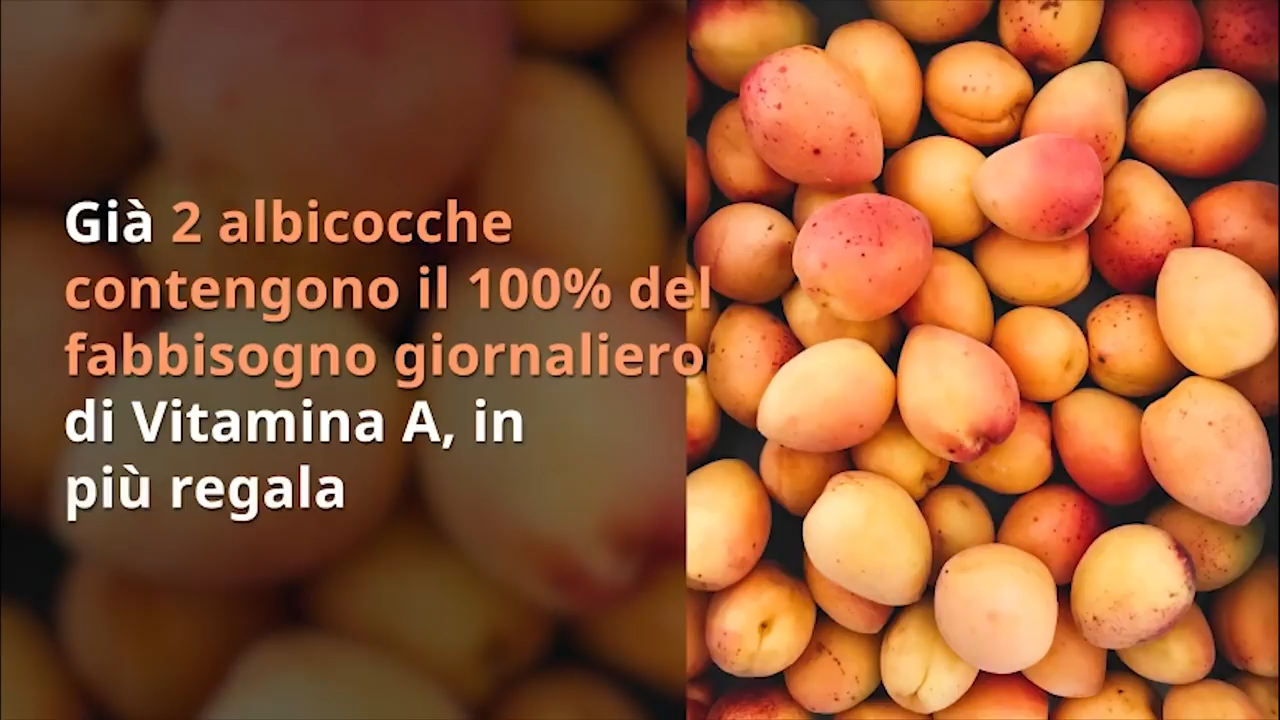 Già 2 albicocche
contengono il 100% del
fabbisogno giornaliero
di Vitamina A, in
più regala